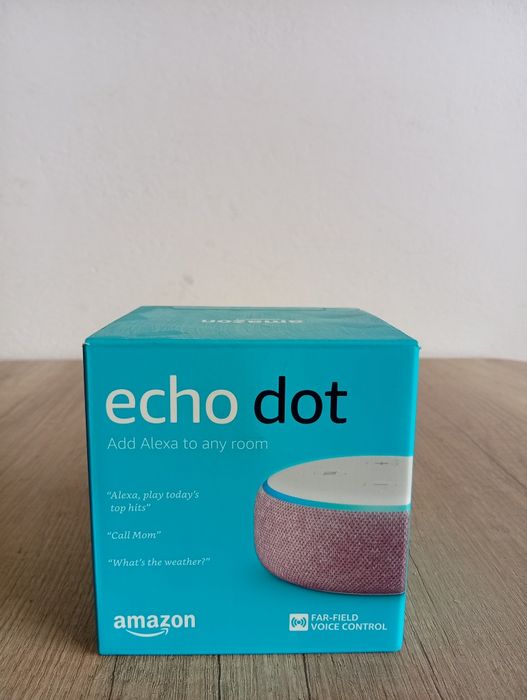 amazon
echo dot
Add Alexa to any room
“Alexa, play today’s
top hits”
“Call Mom”
“What’s the weather?”
amazon
FAR-FIELD
VOICE CONTROL